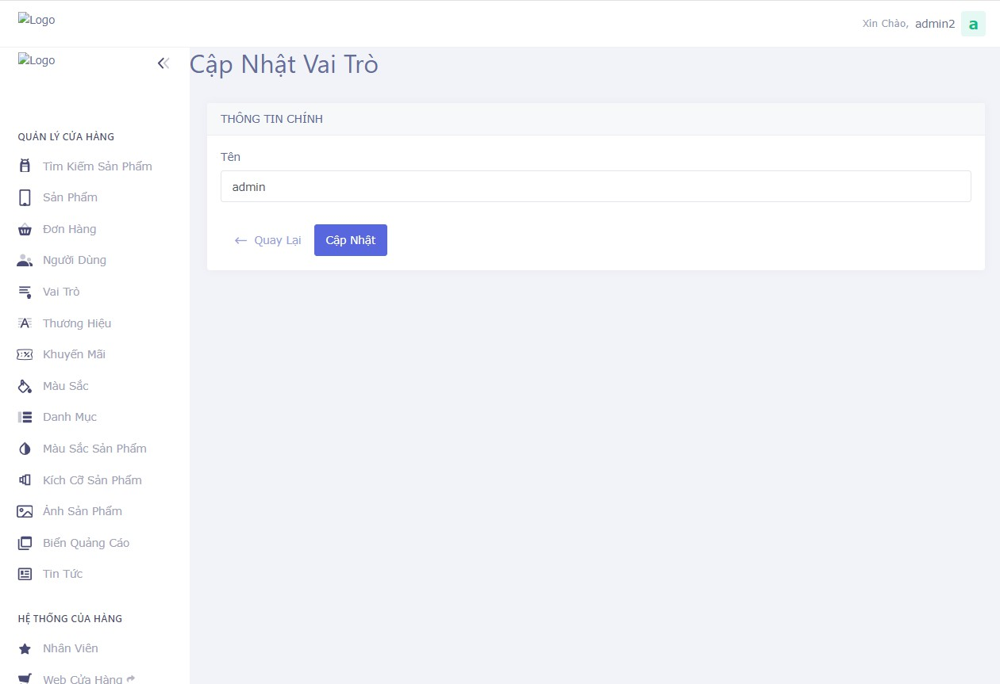 Logo
Xin Chào, admin2 a
Logo
Cập Nhật Vai Trò
THÔNG TIN CHÍNH
Tên
admin
Quay Lại
Cập Nhật
QUẢN LÝ CỬA HÀNG
Tìm Kiếm Sản Phẩm
Sản Phẩm
Đơn Hàng
Người Dùng
Vai Trò
Thương Hiệu
Khuyến Mãi
Màu Sắc
Danh Mục
Màu Sắc Sản Phẩm
Kích Cỡ Sản Phẩm
Ảnh Sản Phẩm
Biển Quảng Cáo
Tin Tức
HỆ THỐNG CỦA HÀNG
Nhân Viên
Web Cửa Hàng